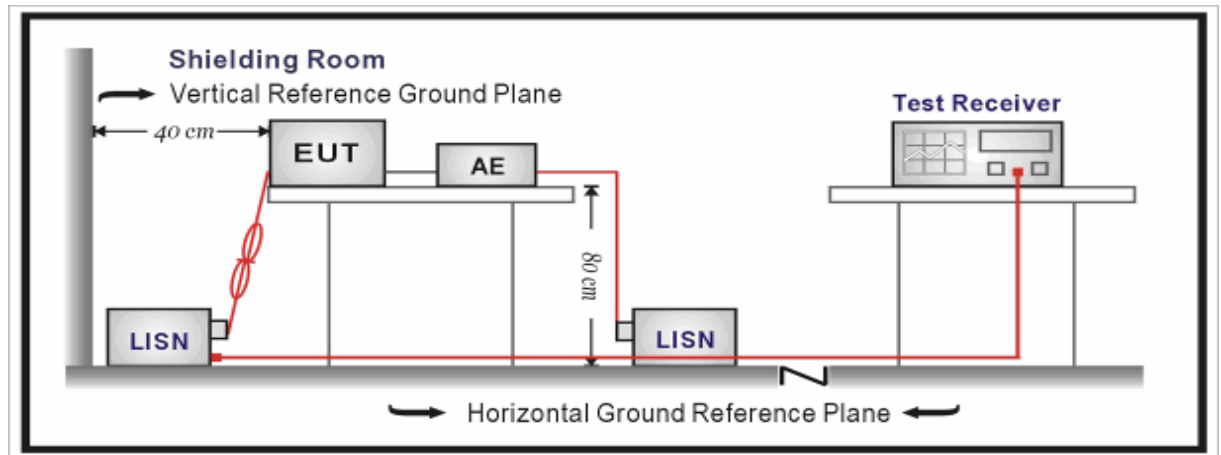 Shielding Room
Vertical Reference Ground Plane
40 cm
EUT
AE
Test Receiver
80 cm
LISN
LISN
Horizontal Ground Reference Plane